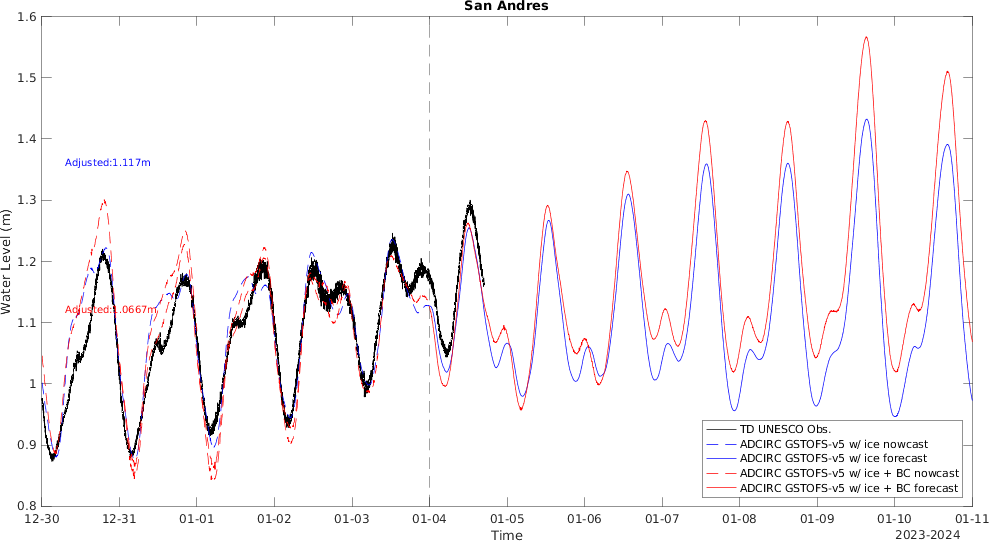 San Andres
1.6
1.5
1.4
1.3
1.2
1.1
1
0.9
0.8
Water Level (m)
Adjusted:1.117m
Adjusted:1.0667m
TD UNESCO Obs.
ADCIRC GSTOFS-v5 w/ ice nowcast
ADCIRC GSTOFS-v5 w/ ice forecast
ADCIRC GSTOFS-v5 w/ ice + BC nowcast
ADCIRC GSTOFS-v5 w/ ice + BC forecast
12-30 12-31 01-01 01-02 01-03 01-04 01-05 01-06 01-07 01-08 01-09 01-10 01-11
Time
2023-2024